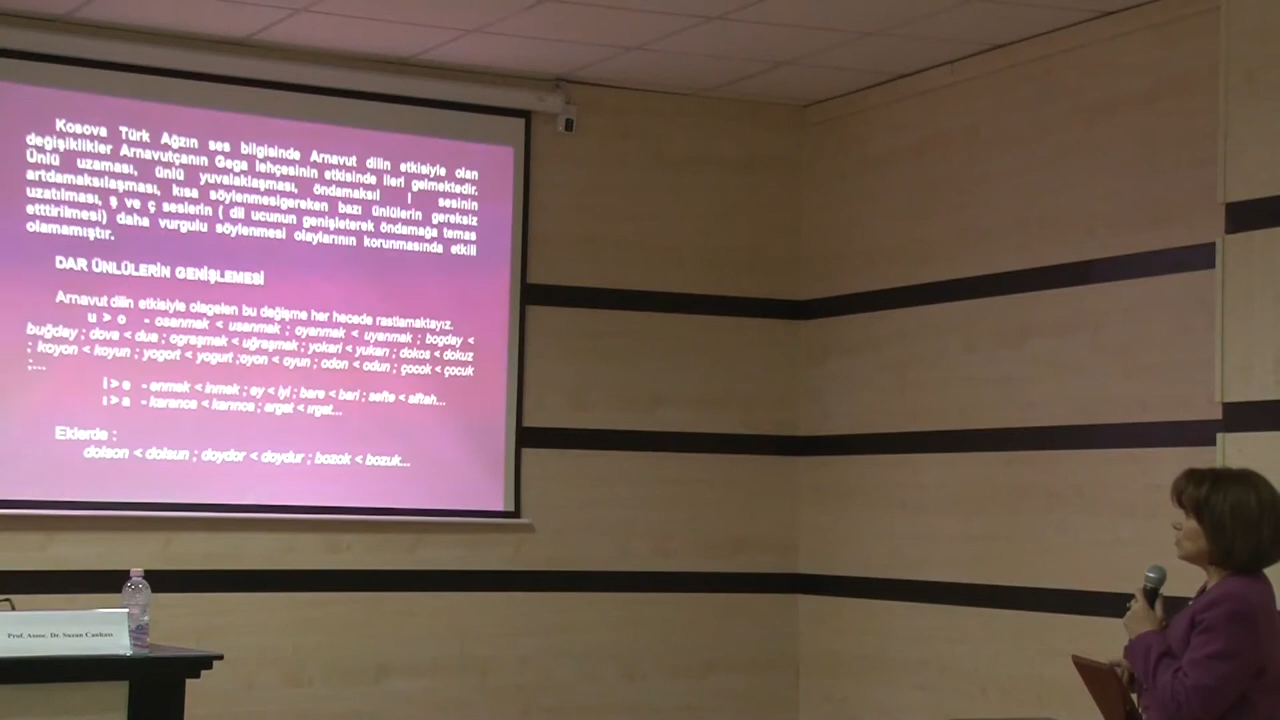 Kosova Türk Ağzın ses bilgisinde Arnavut dilin etkisiyle olan
değişiklikler Arnavutçanın Gega lehçesinin etkisinde ileri gelmektedir.
Ünlü uzaması, ünlü yuvalaklaşması, öndamaksıl l sesinin
artdamaksılaşması, kısa söylenmesigereken bazı ünlülerin gereksiz
uzatılması, ş ve ç seslerin ( dil ucunun genişleterek öndamağa temas
etttirilmesi) daha vurgulu söylenmesi olaylarının korunmasında etkili
olamamıştır.
DAR ÜNLÜLERİN GENİŞLEMESİ
Arnavut dilin etkisiyle olagelen bu değişme her hecede rastlamaktayız.
u > o - osanmak < usanmak ; oyanmak < uyanmak ; bogday <
buğday ; dova < dua ; ograşmak < uğraşmak ; yokari < yukarı ; dokos < dokuz
; koyon < koyun ; yogort < yogurt ;oyon < oyun ; odon < odun ; çocok < çocuk
;...
i > e - enmek < inmek ; ey < iyi ; bare < bari ; sefte < siftah...
ı > a - karanca < karınca ; argat < ırgat...
Eklerde :
dolson < dolsun ; doydor < doydur ; bozok < bozuk...
Prof. Assoc. Dr. Suzan Canhası